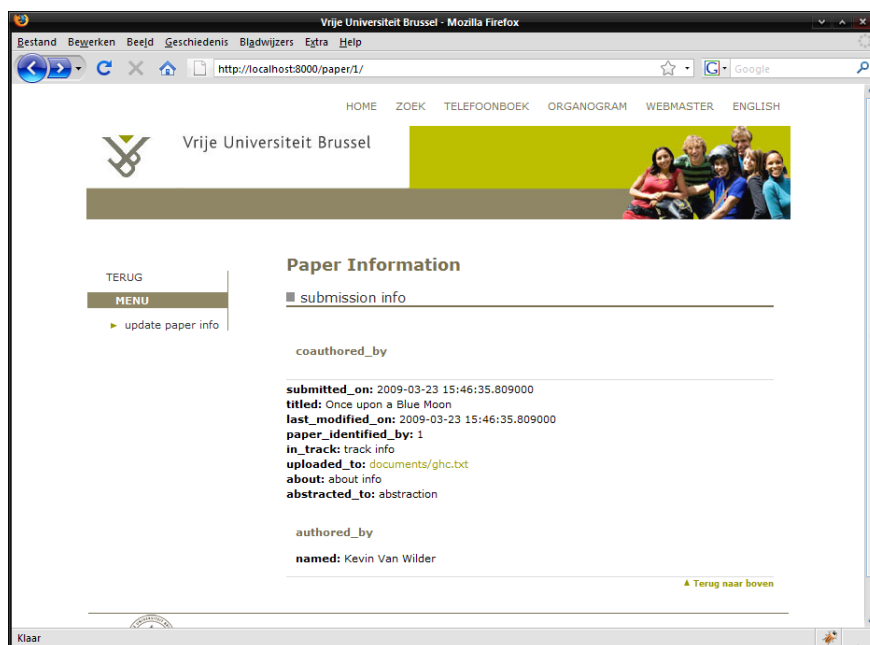 Vrije Universiteit Brussel - Mozilla Firefox
Bestand Bewerken Beeld Geschiedenis Bladwijzers Extra Help
http://localhost:8000/paper/1/ Google
HOME ZOEK TELEFOONBOEK ORGANOGRAM WEBMASTER ENGLISH
Vrije Universiteit Brussel
Paper Information
TERUG
MENU
update paper info
submission info
coauthored_by
submitted_on: 2009-03-23 15:46:35.809000
titled: Once upon a Blue Moon
last_modified_on: 2009-03-23 15:46:35.809000
paper_identified_by: 1
in_track: track info
uploaded_to: documents/ghc.txt
about: about info
abstracted_to: abstraction
authored_by
named: Kevin Van Wilder
Terug naar boven
Klaar